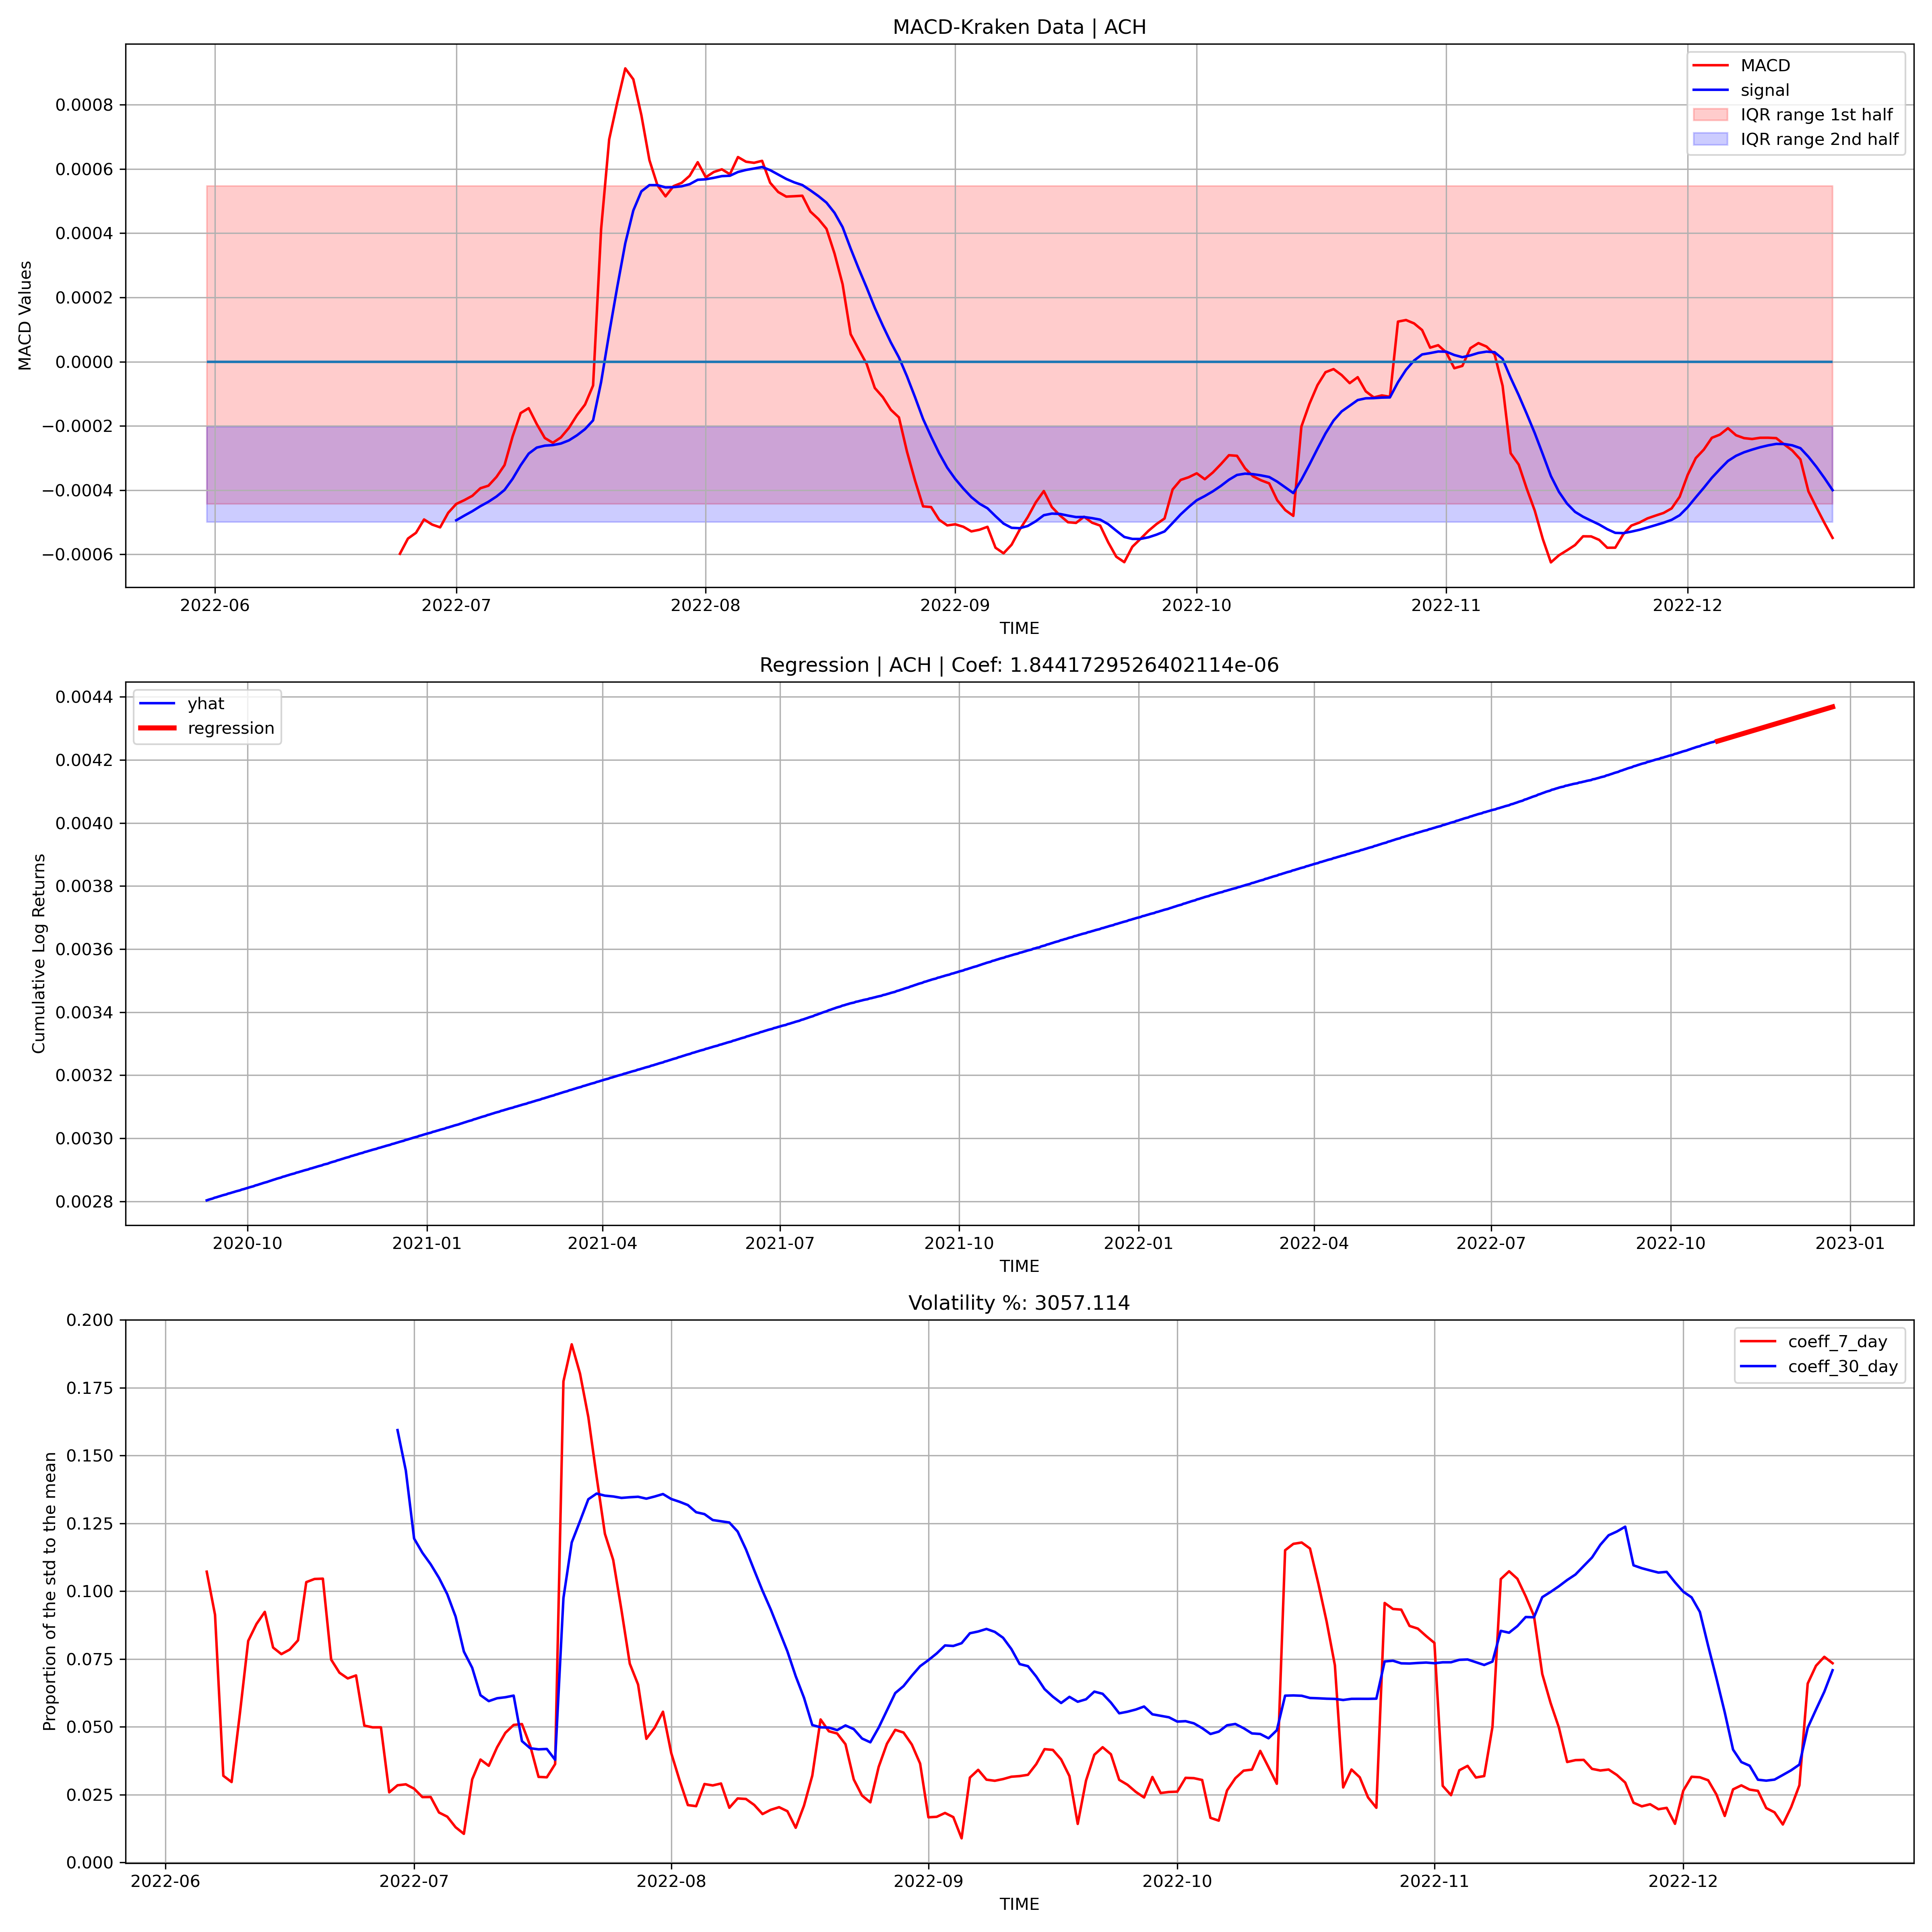 MACD-Kraken Data | ACH
MACD
signal
IQR range 1st half
IQR range 2nd half
MACD Values
0.0008
0.0006
0.0004
0.0002
0.0000
−0.0002
−0.0004
−0.0006
2022-06 2022-07 2022-08 2022-09 2022-10 2022-11 2022-12
TIME
Regression | ACH | Coef: 1.8441729526402114e-06
yhat
regression
Cumulative Log Returns
0.0044
0.0042
0.0040
0.0038
0.0036
0.0034
0.0032
0.0030
0.0028
2020-10 2021-01 2021-04 2021-07 2021-10 2022-01 2022-04 2022-07 2022-10 2023-01
TIME
Volatility %: 3057.114
coeff_7_day
coeff_30_day
Proportion of the std to the mean
0.200
0.175
0.150
0.125
0.100
0.075
0.050
0.025
0.000
2022-06 2022-07 2022-08 2022-09 2022-10 2022-11 2022-12
TIME